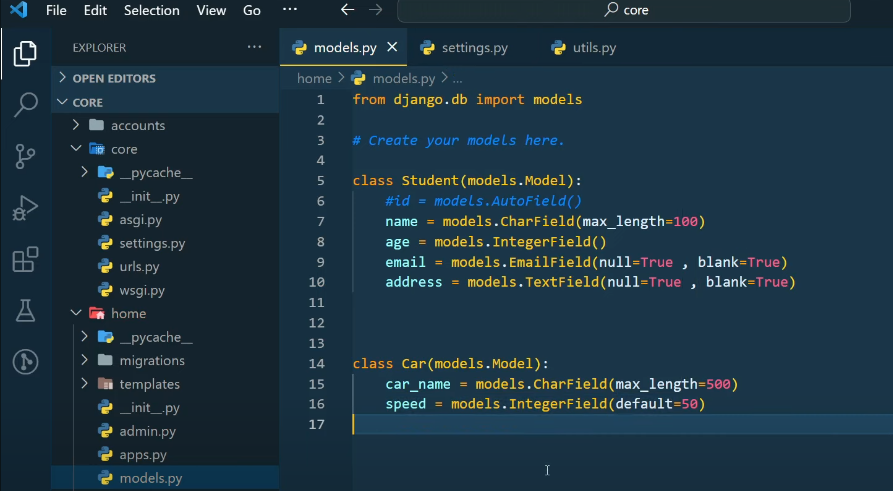 File Edit Selection View Go ...
core
EXPLORER ...
OPEN EDITORS
CORE
accounts
core
__pycache__
__init__.py
asgi.py
settings.py
urls.py
wsgi.py
home
__pycache__
migrations
templates
__init__.py
admin.py
apps.py
models.py
models.py settings.py utils.py
home > models.py > ...
1 from django.db import models
2
3 # Create your models here.
4
5 class Student(models.Model):
6 #id = models.AutoField()
7 name = models.CharField(max_length=100)
8 age = models.IntegerField()
9 email = models.EmailField(null=True , blank=True)
10 address = models.TextField(null=True , blank=True)
11
12
13
14 class Car(models.Model):
15 car_name = models.CharField(max_length=500)
16 speed = models.IntegerField(default=50)
17